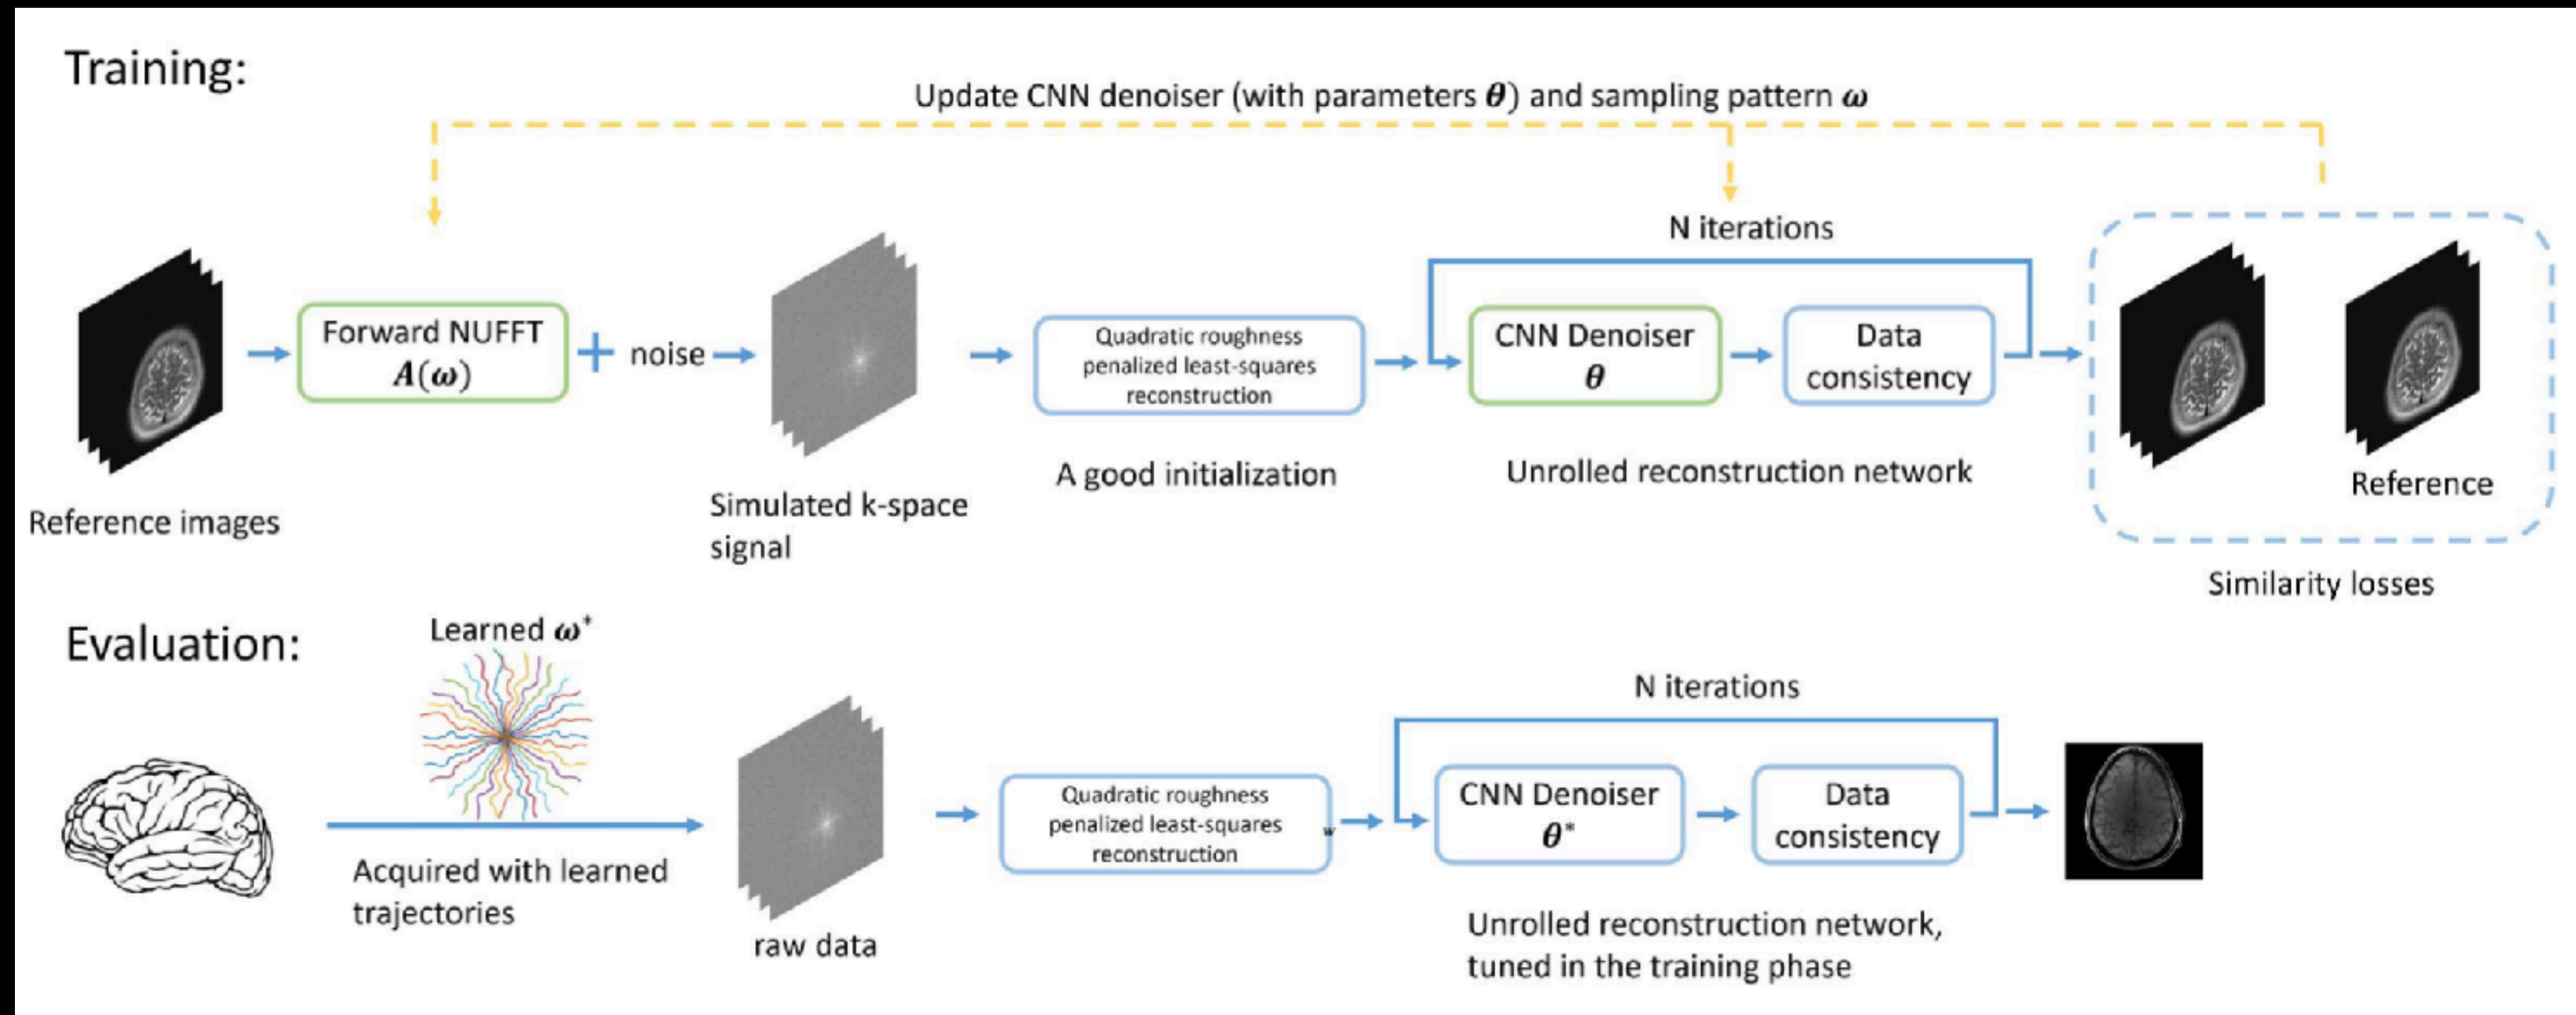 Training:
Update CNN denoiser (with parameters θ) and sampling pattern ω
N iterations
Forward NUFFT
A(ω)
+ noise
Quadratic roughness
penalized least-squares
reconstruction
CNN Denoiser
θ
Data
consistency
Reference images
Simulated k-space
signal
A good initialization
Unrolled reconstruction network
Reference
Similarity losses
Evaluation:
Learned ω*
N iterations
Acquired with learned
trajectories
raw data
Quadratic roughness
penalized least-squares
reconstruction
w
CNN Denoiser
θ*
Data
consistency
Unrolled reconstruction network,
tuned in the training phase